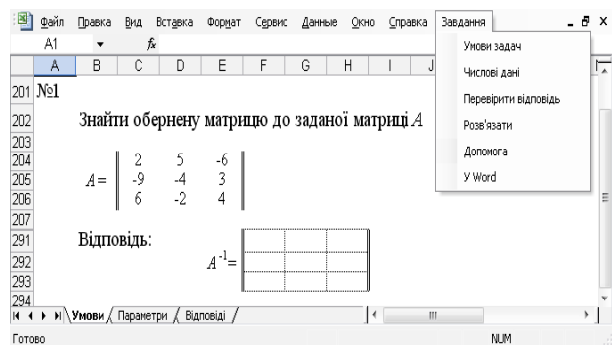 Файл Правка Вид Вставка Формат Сервис Данные Окно Справка Завдання
A1 fx
Умови задач
Числові дані
Перевірити відповідь
Розв'язати
Допомога
У Word
A B C D E F G H I J
201 №1
202 Знайти обернену матрицю до заданої матриці A
203
204 2 5 -6
205 A= -9 -4 3
206 6 -2 4
207
291 Відповідь:
292 A⁻¹=
293
294
Умови Параметри Відповіді
Готово NUM